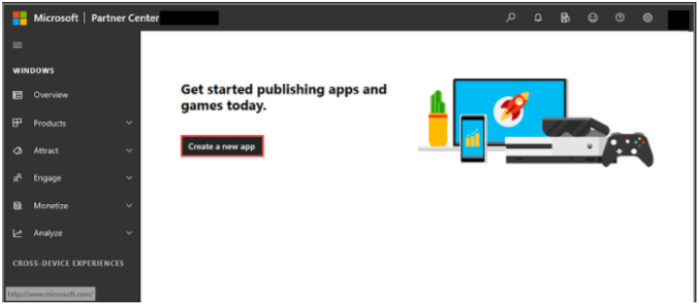 Microsoft | Partner Center
WINDOWS
Overview
Products
Attract
Engage
Monetize
Analyze
CROSS-DEVICE EXPERIENCES
http://www.microsoft.com/
Get started publishing apps and
games today.
Create a new app